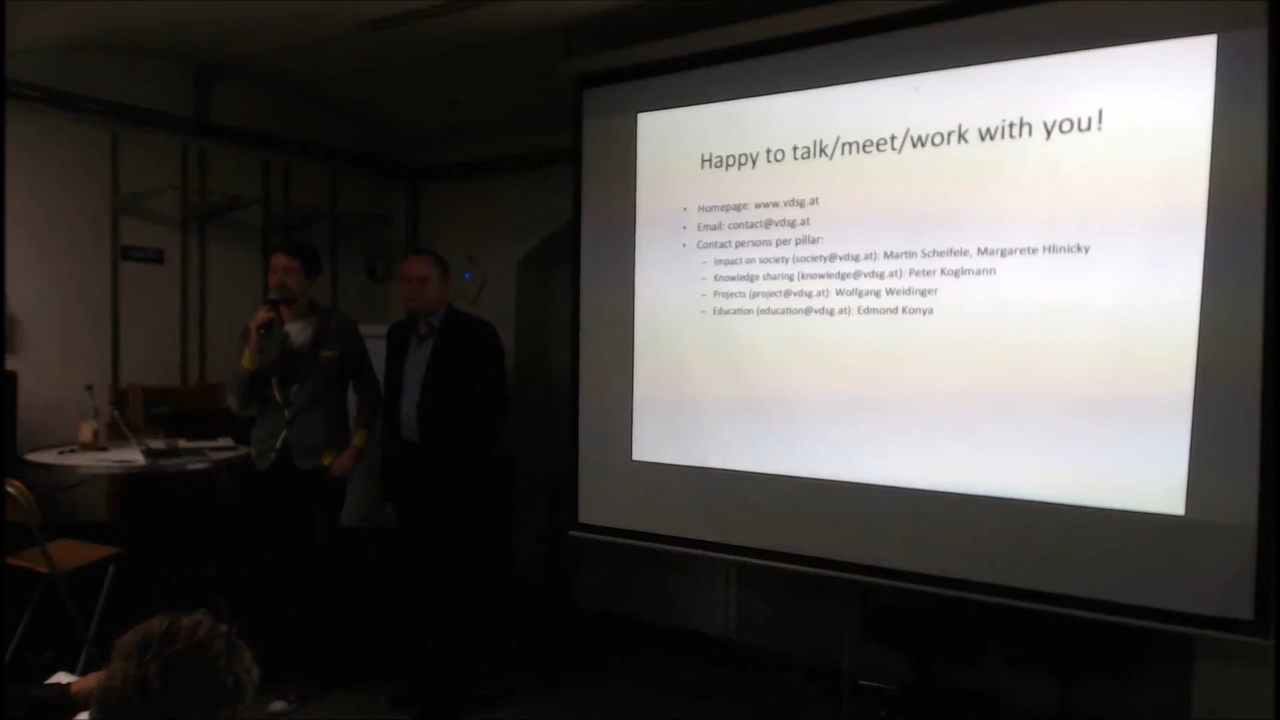 Happy to talk/meet/work with you!
• Homepage: www.vdsg.at
• Email: contact@vdsg.at
• Contact persons per pillar:
– Impact on society (society@vdsg.at): Martin Scheifele, Margarete Hlinicky
– Knowledge sharing (knowledge@vdsg.at): Peter Koglmann
– Projects (project@vdsg.at): Wolfgang Weidinger
– Education (education@vdsg.at): Edmond Konya